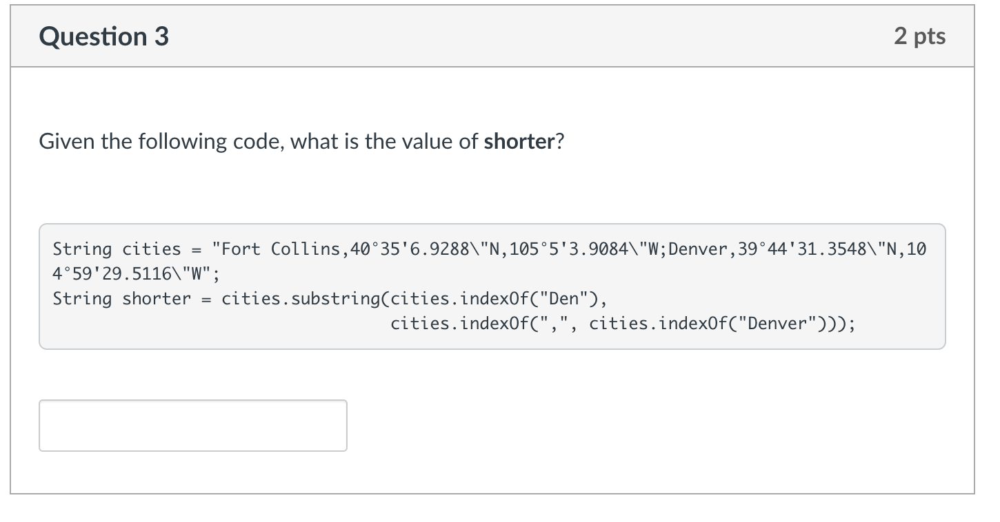 Question 3
2 pts
Given the following code, what is the value of shorter?
String cities = "Fort Collins,40°35'6.9288\"N,105°5'3.9084\"W;Denver,39°44'31.3548\"N,10
4°59'29.5116\"W";
String shorter = cities.substring(cities.indexOf("Den"),
cities.indexOf(",", cities.indexOf("Denver")));